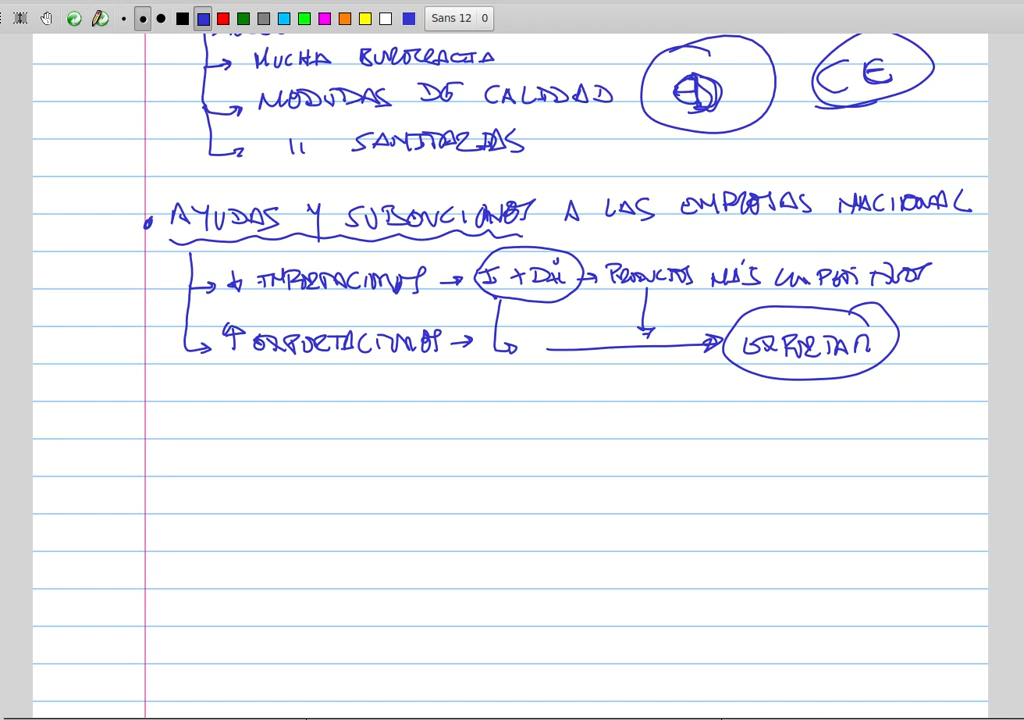 Sans 12 0
→ MUCHA BUROCRACIA
→ MEDIDAS DE CALIDAD CE
→ " SANITARIAS
• AYUDAS Y SUBVENCIONES A LAS EMPRESAS NACIONAL
→ ↓ IMPORTACIONES → I+D+i → PRODUCTOS MÁS COMPETITIVOS
→ ↑ EXPORTACIONES → EXPORTAR